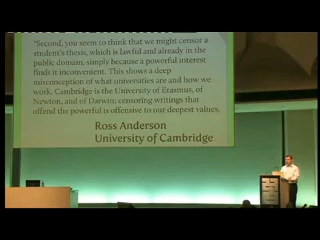 "Second, you seem to think that we might censor a
student's thesis, which is lawful and already in the
public domain, simply because a powerful interest
finds it inconvenient. This shows a deep
misconception of what universities are and how we
work. Cambridge is the University of Erasmus, of
Newton, and of Darwin; censoring writings that
offend the powerful is offensive to our deepest values.
Ross Anderson
University of Cambridge